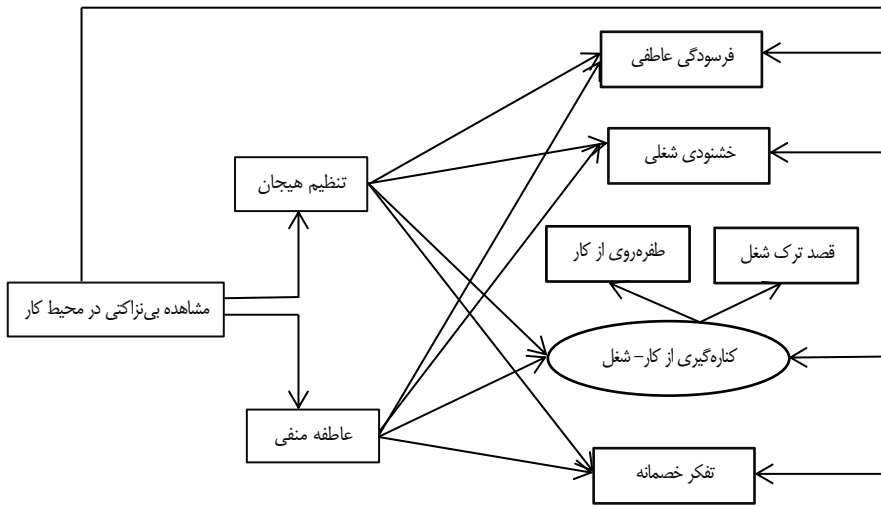 فرسودگی عاطفی
خشنودی شغلی
تنظیم هیجان
قصد ترک شغل
طفره‌روی از کار
مشاهده بی‌نزاکتی در محیط کار
کناره‌گیری از کار- شغل
عاطفه منفی
تفکر خصمانه